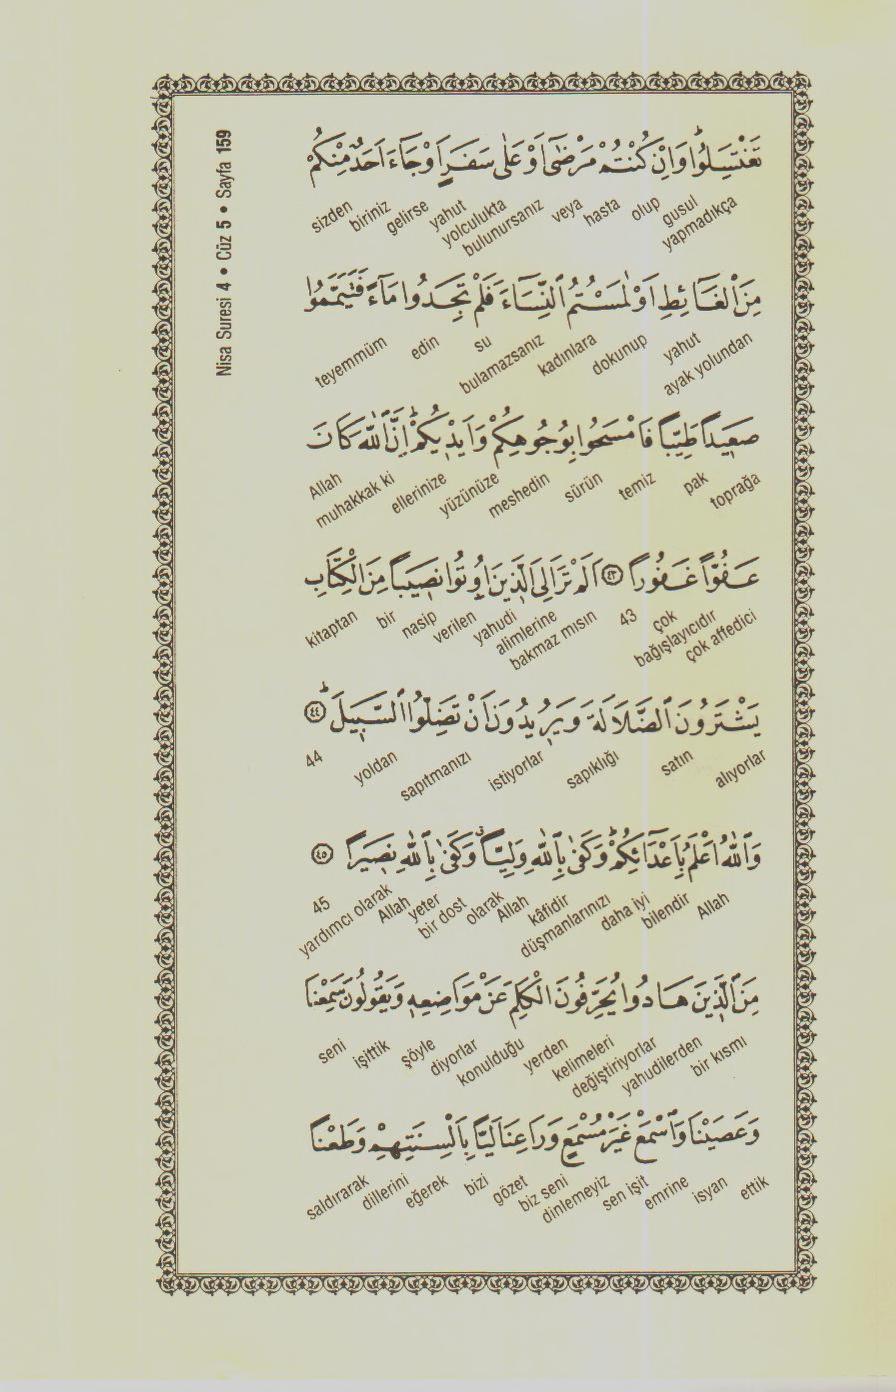 Nisa Suresi 4 • Cüz 5 • Sayfa 159
تَغْتَسِلُواۜ وَاِنْ كُنْتُمْ مَرْضٰٓى اَوْ عَلٰى سَفَرٍ اَوْ جَٓاءَ اَحَدٌ مِنْكُمْ
yapmadıkça gusul olup hasta veya bulunursanız yolculukta yahut gelirse biriniz sizden
مِنَ الْغَٓائِطِ اَوْ لٰمَسْتُمُ النِّسَٓاءَ فَلَمْ تَجِدُوا مَٓاءً فَتَيَمَّمُوا
ayak yolundan yahut dokunup kadınlara bulamazsanız su edin teyemmüm
صَعِيدًا طَيِّبًا فَامْسَحُوا بِوُجُوهِكُمْ وَاَيْدِيكُمْۜ اِنَّ اللّٰهَ كَانَ
toprağa pak temiz sürün meshedin yüzünüze ellerinize muhakkak ki Allah
عَفُوًّا غَفُورًا ﴿٤٣﴾ اَلَمْ تَرَ اِلَى الَّذِينَ اُوتُوا نَصِيبًا مِنَ الْكِتَابِ
çok affedici bağışlayıcıdır çok 43 bakmaz mısın alimlerine yahudi verilen nasip bir kitaptan
يَشْتَرُونَ الضَّلَالَةَ وَيُرِيدُونَ اَنْ تَضِلُّوا السَّبِيلَۜ ﴿٤٤﴾
alıyorlar satın sapıklığı istiyorlar sapıtmanızı yoldan 44
وَاللّٰهُ اَعْلَمُ بِاَعْدَٓائِكُمْۜ وَكَفٰى بِاللّٰهِ وَلِيًّاۗ وَكَفٰى بِاللّٰهِ نَصِيرًا ﴿٤٥﴾
Allah bilendir daha iyi düşmanlarınızı kâfidir Allah olarak bir dost yeter Allah yardımcı olarak 45
مِنَ الَّذِينَ هَادُوا يُحَرِّفُونَ الْكَلِمَ عَنْ مَوَاضِعِهِ وَيَقُولُونَ سَمِعْنَا
bir kısmı yahudilerden değiştiriyorlar kelimeleri yerden konulduğu diyorlar şöyle işittik seni
وَعَصَيْنَا وَاسْمَعْ غَيْرَ مُسْمَعٍ وَرَاعِنَا لَيًّا بِاَلْسِنَتِهِمْ وَطَعْنًا
ettik isyan emrine sen işit dinlemeyiz biz seni gözet bizi eğerek dillerini saldırarak